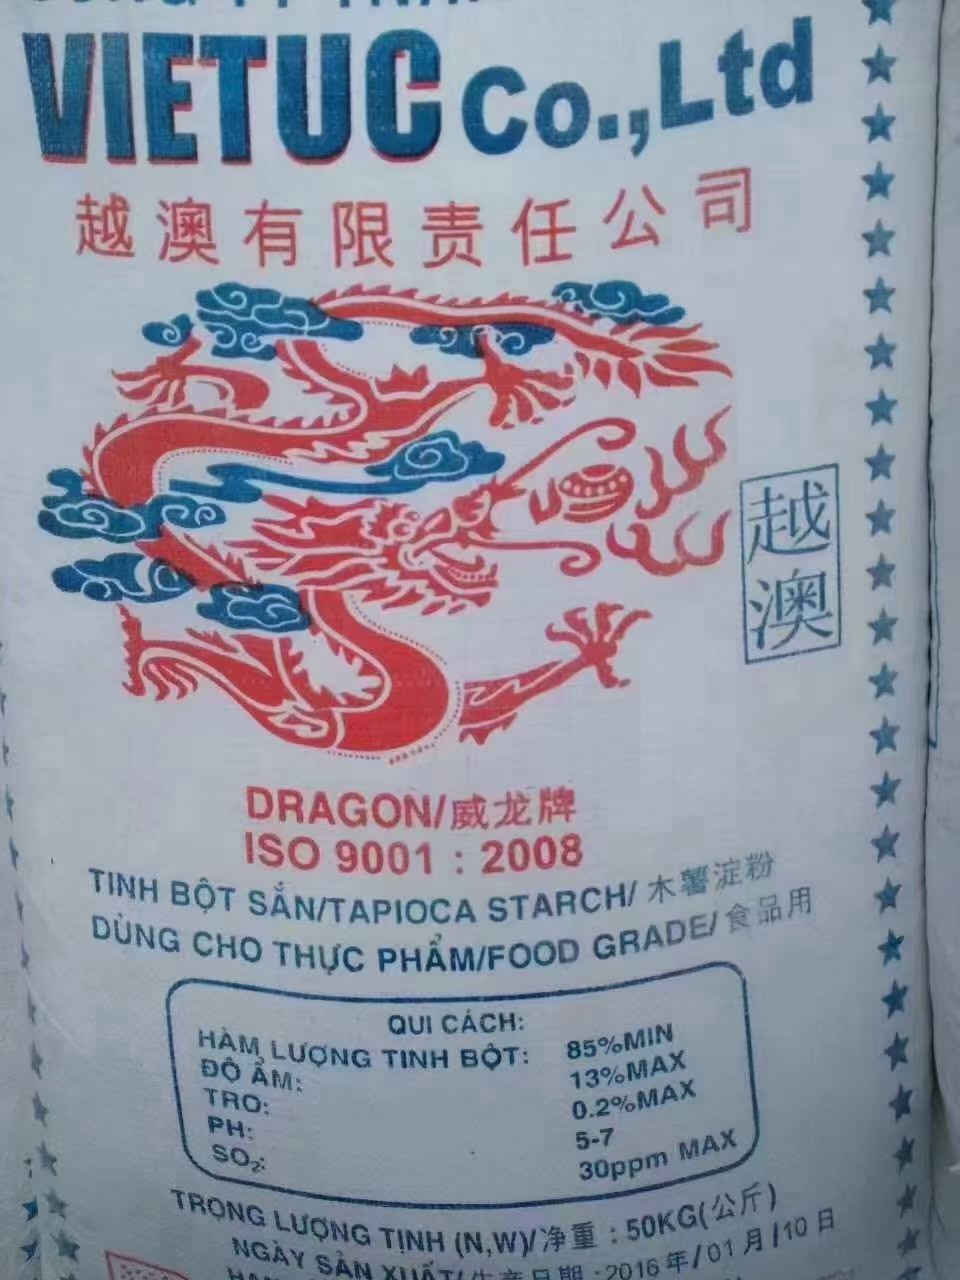 VIETUC Co.,Ltd
越澳有限责任公司
越澳
DRAGON/威龙牌
ISO 9001 : 2008
TINH BỘT SẮN/TAPIOCA STARCH/ 木薯淀粉
DÙNG CHO THỰC PHẨM/FOOD GRADE/ 食品用
QUI CÁCH:
HÀM LƯỢNG TINH BỘT: 85%MIN
ĐỘ ẨM: 13%MAX
TRO: 0.2%MAX
PH: 5-7
SO₂: 30ppm MAX
TRỌNG LƯỢNG TỊNH (N,W)/净重 : 50KG(公斤)
NGÀY SẢN XUẤT/生产日期 :2016年/01月/10日